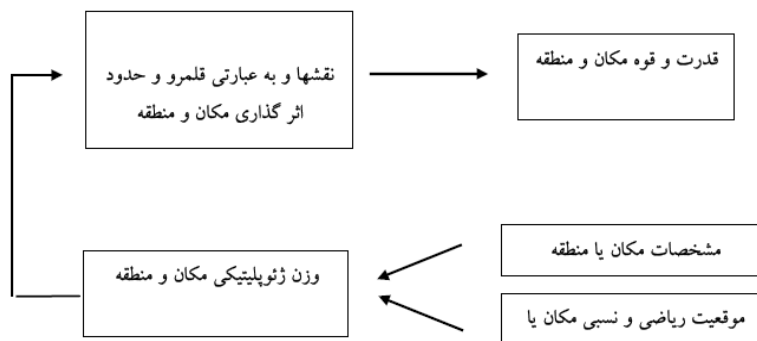 قدرت و قوه مکان و منطقه
نقشها و به عبارتی قلمرو و حدود
اثر گذاری مکان و منطقه
مشخصات مکان یا منطقه
وزن ژئوپلیتیکی مکان و منطقه
موقعیت ریاضی و نسبی مکان یا